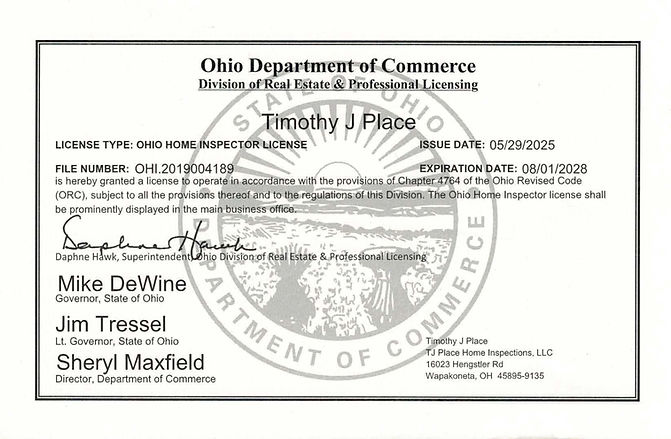 Ohio Department of Commerce
Division of Real Estate & Professional Licensing
STATE OF OHIO
DEPARTMENT OF COMMERCE
Timothy J Place
LICENSE TYPE: OHIO HOME INSPECTOR LICENSE
ISSUE DATE: 05/29/2025
FILE NUMBER: OHI.2019004189
EXPIRATION DATE: 08/01/2028
is hereby granted a license to operate in accordance with the provisions of Chapter 4764 of the Ohio Revised Code
(ORC), subject to all the provisions thereof and to the regulations of this Division. The Ohio Home Inspector license shall
be prominently displayed in the main business office.
Daphne Hawk
Daphne Hawk, Superintendent, Ohio Division of Real Estate & Professional Licensing
Mike DeWine
Governor, State of Ohio
Jim Tressel
Lt. Governor, State of Ohio
Sheryl Maxfield
Director, Department of Commerce
Timothy J Place
TJ Place Home Inspections, LLC
16023 Hengstler Rd
Wapakoneta, OH 45895-9135